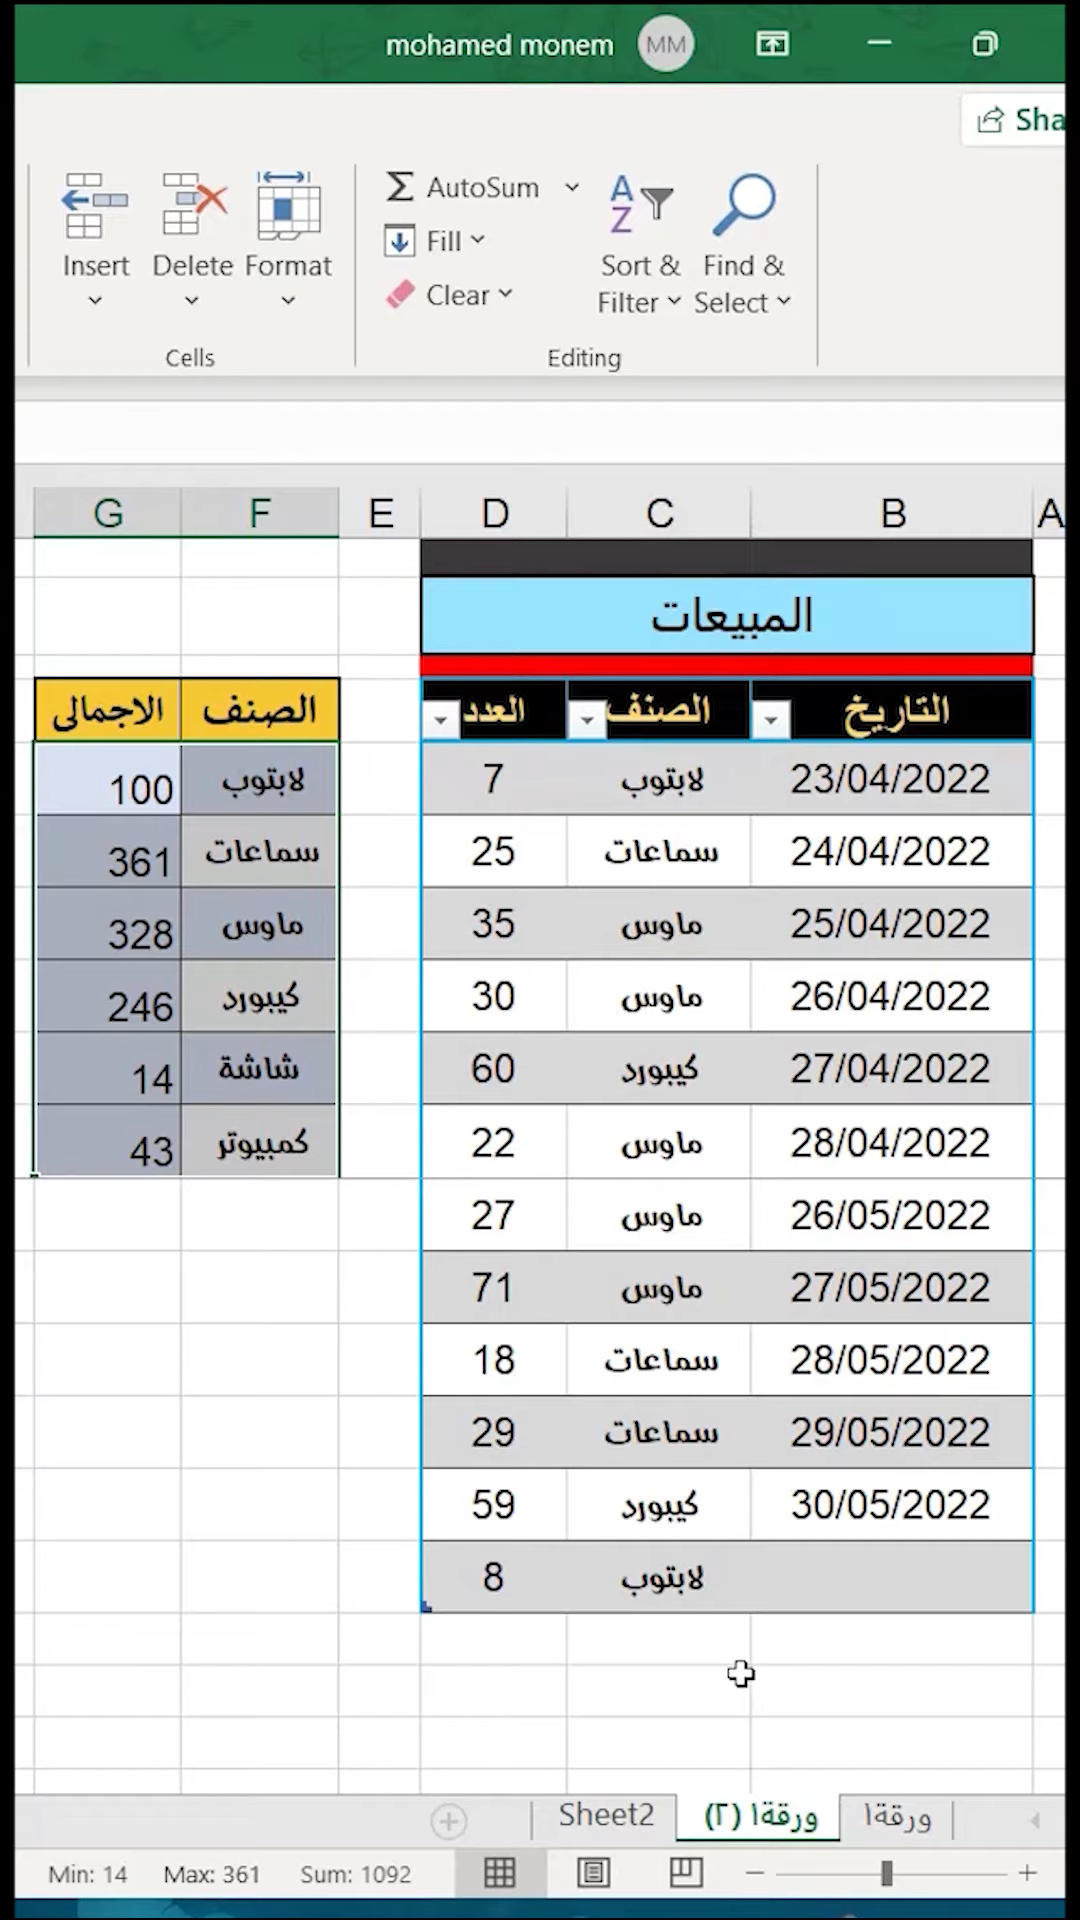 mohamed monem MM
Sha
AutoSum
Fill
Clear
Insert Delete Format
Sort & Filter
Find & Select
Cells
Editing
G F E D C B A
المبيعات
التاريخ الصنف العدد
23/04/2022 لابتوب 7
24/04/2022 سماعات 25
25/04/2022 ماوس 35
26/04/2022 ماوس 30
27/04/2022 كيبورد 60
28/04/2022 ماوس 22
26/05/2022 ماوس 27
27/05/2022 ماوس 71
28/05/2022 سماعات 18
29/05/2022 سماعات 29
30/05/2022 كيبورد 59
لابتوب 8
الصنف الاجمالى
لابتوب 100
سماعات 361
ماوس 328
كيبورد 246
شاشة 14
كمبيوتر 43
ورقة١ ورقة١ (٢) Sheet2
Min: 14 Max: 361 Sum: 1092